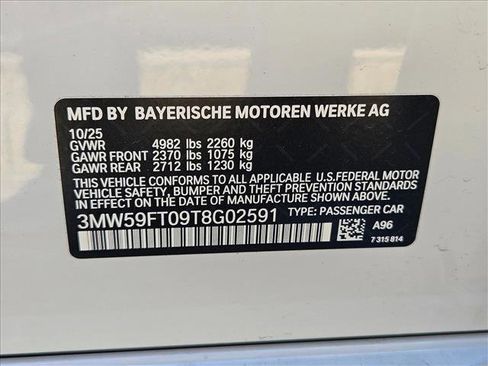 MFD BY BAYERISCHE MOTOREN WERKE AG
10/25
GVWR 4982 lbs 2260 kg
GAWR FRONT 2370 lbs 1075 kg
GAWR REAR 2712 lbs 1230 kg
THIS VEHICLE CONFORMS TO ALL APPLICABLE U.S.FEDERAL MOTOR
VEHICLE SAFETY, BUMPER AND THEFT PREVENTION STANDARDS
IN EFFECT ON THE DATE OF MANUFACTURE SHOWN ABOVE.
3MW59FT09T8G02591 TYPE: PASSENGER CAR
A96
7 315 814